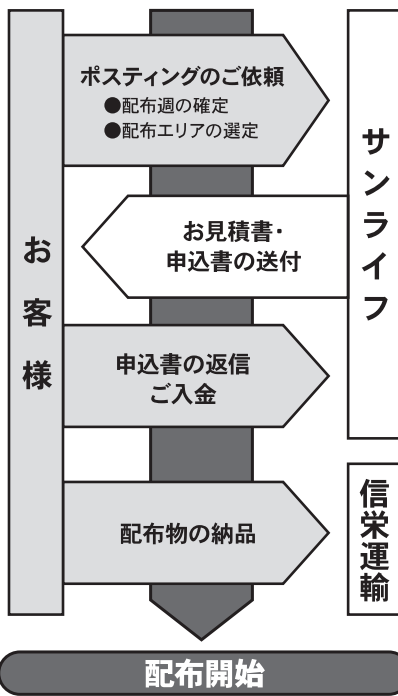 お客様
ポスティングのご依頼
●配布週の確定
●配布エリアの選定
サンライフ
お見積書・
申込書の送付
申込書の返信
ご入金
配布物の納品
信栄運輸
配布開始